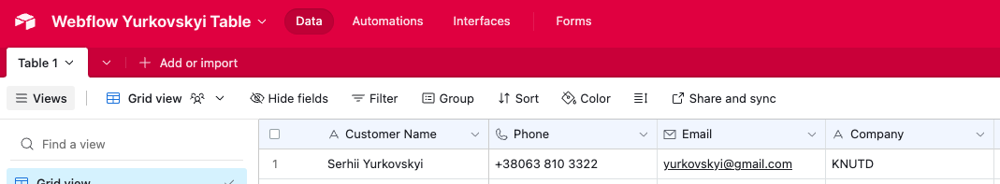 Webflow Yurkovskyi Table Data Automations Interfaces Forms
Table 1 Add or import
Views Grid view Hide fields Filter Group Sort Color Share and sync
Find a view
Customer Name Phone Email Company
1 Serhii Yurkovskyi +38063 810 3322 yurkovskyi@gmail.com KNUTD
Grid view